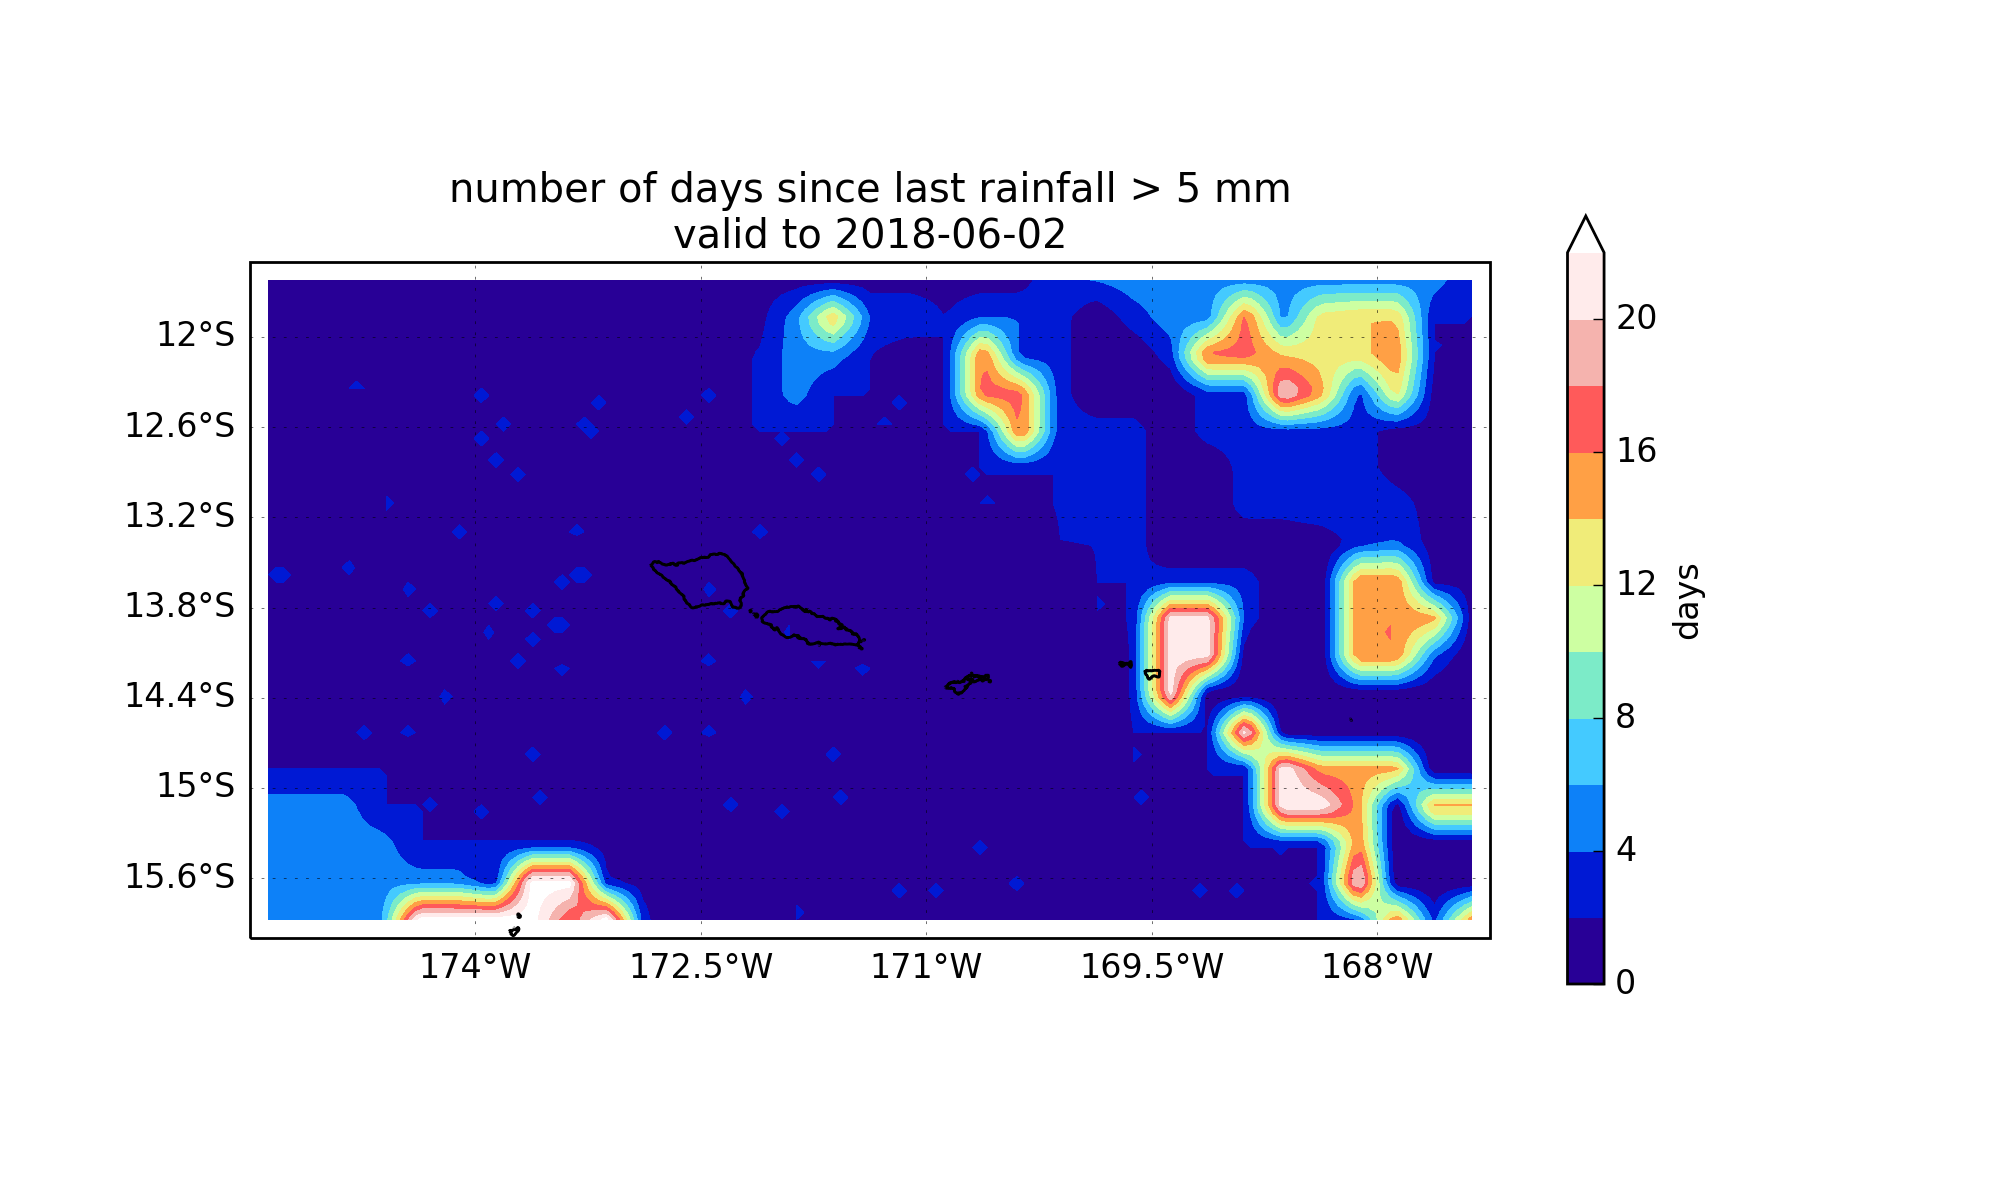 number of days since last rainfall > 5 mm
valid to 2018-06-02
12°S
12.6°S
13.2°S
13.8°S
14.4°S
15°S
15.6°S
174°W
172.5°W
171°W
169.5°W
168°W
20
16
12
8
4
0
days